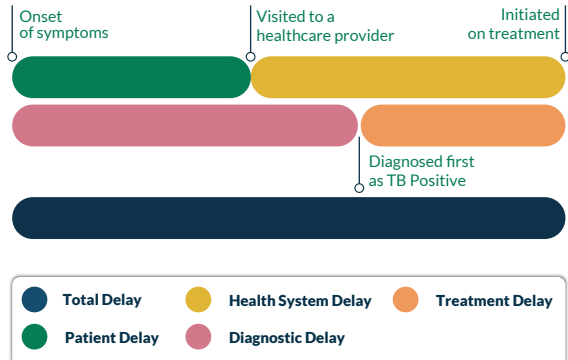 Onset
of symptoms
Visited to a
healthcare provider
Initiated
on treatment
Diagnosed first
as TB Positive
Total Delay
Health System Delay
Treatment Delay
Patient Delay
Diagnostic Delay